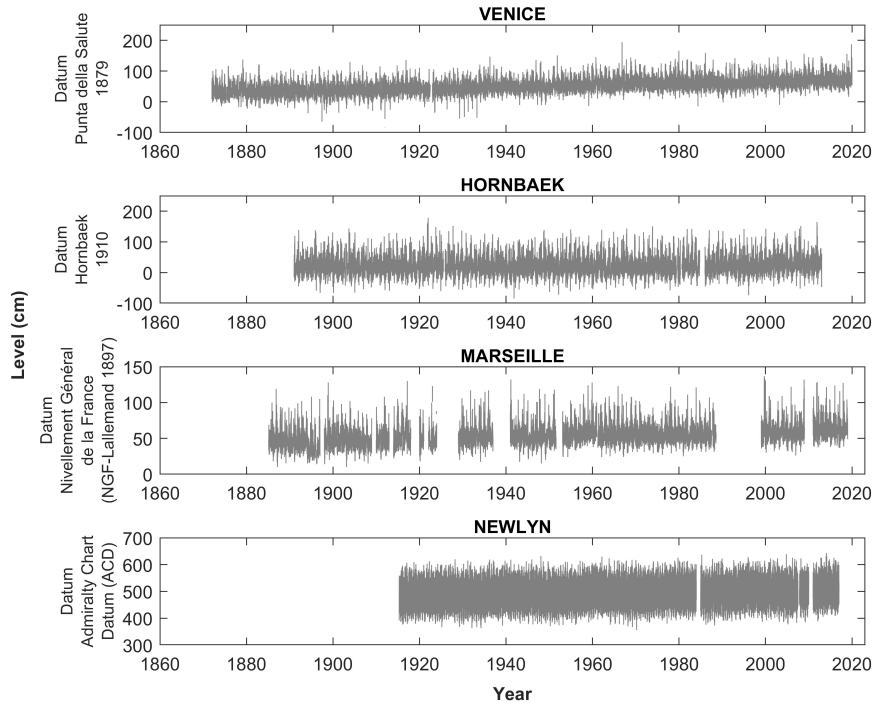 VENICE
Datum
Punta della Salute
1879
200
100
0
-100
1860 1880 1900 1920 1940 1960 1980 2000 2020
HORNBAEK
Datum
Hornbaek
1910
200
100
0
-100
1860 1880 1900 1920 1940 1960 1980 2000 2020
Level (cm)
MARSEILLE
Datum
Nivellement Général
de la France
(NGF-Lallemand 1897)
150
100
50
0
1860 1880 1900 1920 1940 1960 1980 2000 2020
NEWLYN
Datum
Admiralty Chart
Datum (ACD)
700
600
500
400
300
1860 1880 1900 1920 1940 1960 1980 2000 2020
Year